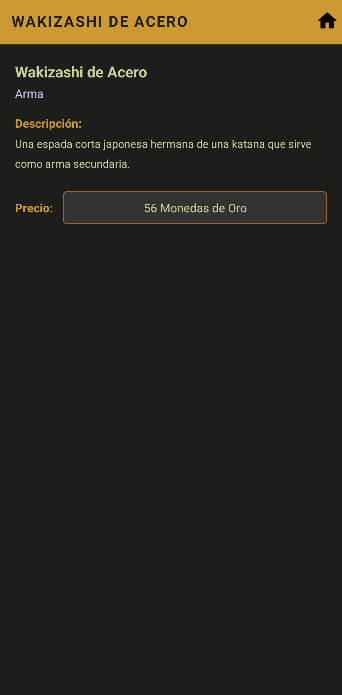 WAKIZASHI DE ACERO
Wakizashi de Acero
Arma
Descripción:
Una espada corta japonesa hermana de una katana que sirve
como arma secundaria.
Precio: 56 Monedas de Oro